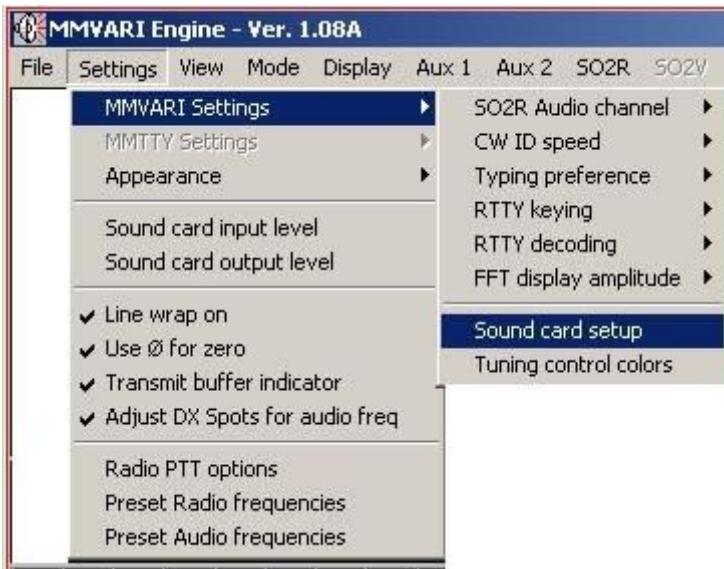 MMVARI Engine - Ver. 1.08A
File Settings View Mode Display Aux 1 Aux 2 SO2R SO2V
MMVARI Settings
MMTTY Settings
Appearance
Sound card input level
Sound card output level
Line wrap on
Use Ø for zero
Transmit buffer indicator
Adjust DX Spots for audio freq
Radio PTT options
Preset Radio frequencies
Preset Audio frequencies
SO2R Audio channel
CW ID speed
Typing preference
RTTY keying
RTTY decoding
FFT display amplitude
Sound card setup
Tuning control colors